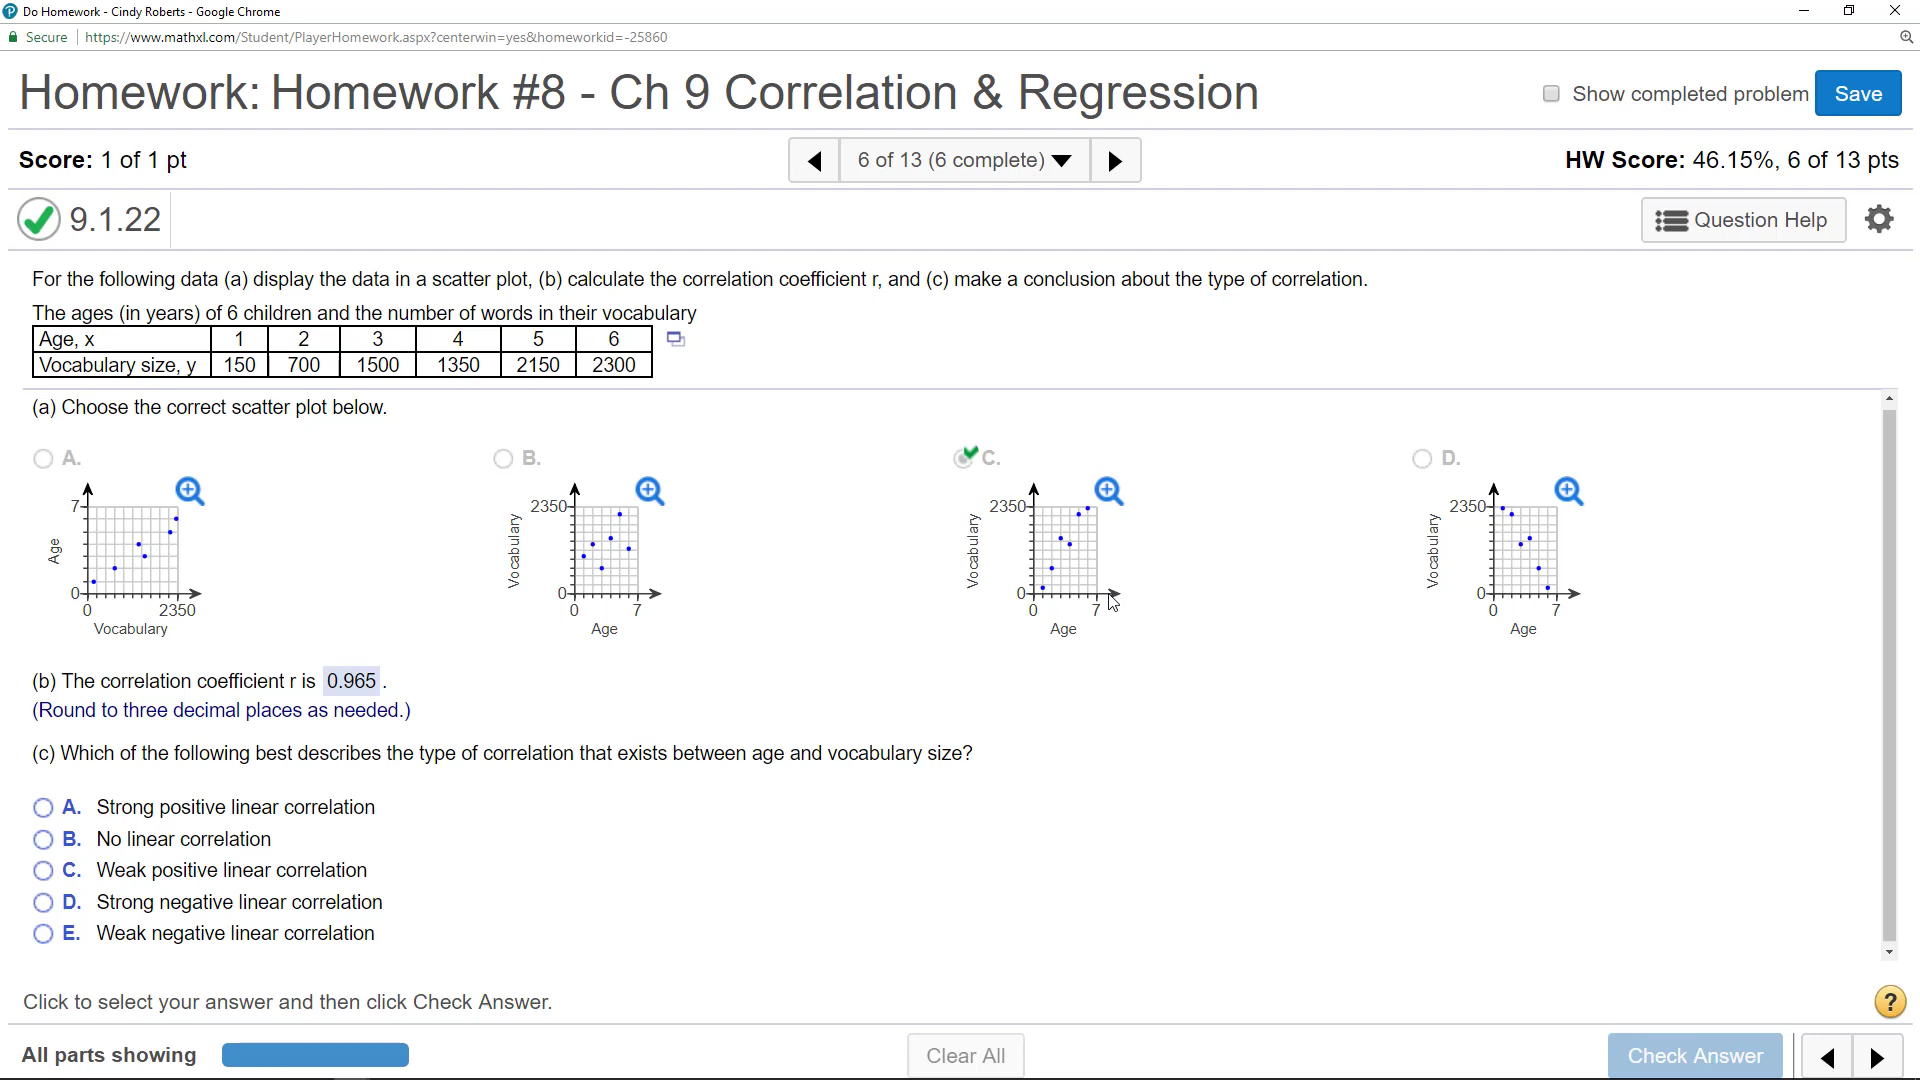 Do Homework - Cindy Roberts - Google Chrome
Secure https://www.mathxl.com/Student/PlayerHomework.aspx?centerwin=yes&homeworkid=-25860
Homework: Homework #8 - Ch 9 Correlation & Regression
Show completed problem Save
Score: 1 of 1 pt
6 of 13 (6 complete)
HW Score: 46.15%, 6 of 13 pts
9.1.22
Question Help
For the following data (a) display the data in a scatter plot, (b) calculate the correlation coefficient r, and (c) make a conclusion about the type of correlation.
The ages (in years) of 6 children and the number of words in their vocabulary
Age, x 1 2 3 4 5 6
Vocabulary size, y 150 700 1500 1350 2150 2300
(a) Choose the correct scatter plot below.
A.
7
Age
0
0 2350
Vocabulary
B.
2350
Vocabulary
0
0 7
Age
C.
2350
Vocabulary
0
0 7
Age
D.
2350
Vocabulary
0
0 7
Age
(b) The correlation coefficient r is 0.965 .
(Round to three decimal places as needed.)
(c) Which of the following best describes the type of correlation that exists between age and vocabulary size?
A. Strong positive linear correlation
B. No linear correlation
C. Weak positive linear correlation
D. Strong negative linear correlation
E. Weak negative linear correlation
Click to select your answer and then click Check Answer.
?
All parts showing
Clear All
Check Answer